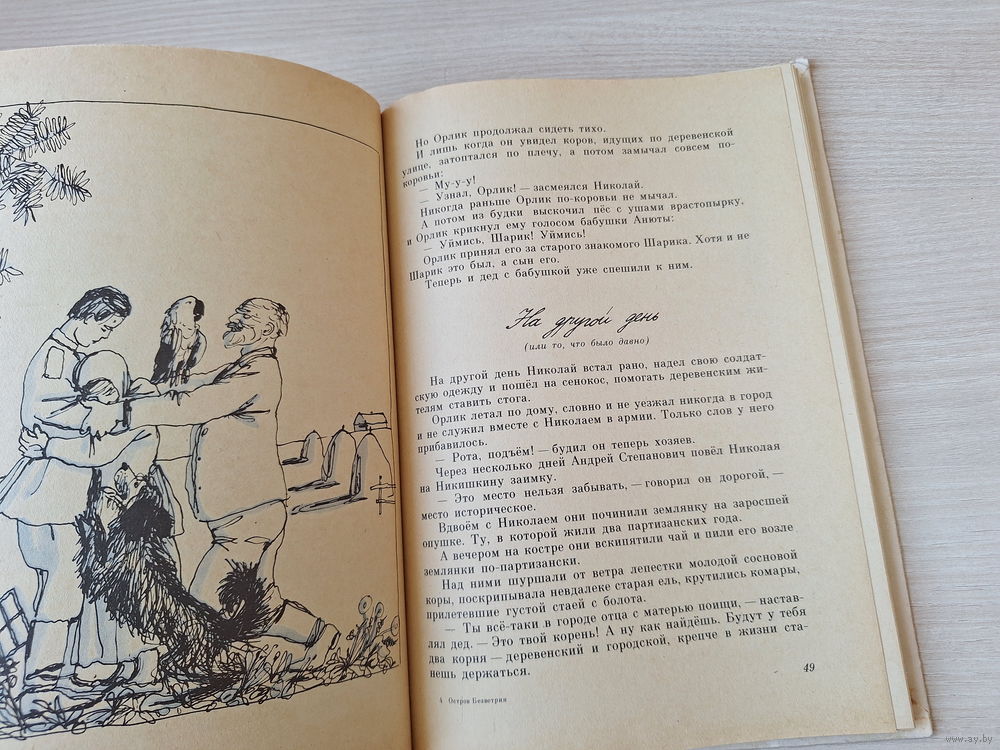 Но Орлик продолжал сидеть тихо.
И лишь когда он увидел коров, идущих по деревенской
улице, затоптался по плечу, а потом замычал совсем по-
коровьи:
— Му-у-у!
— Узнал, Орлик! — засмеялся Николай.
Никогда раньше Орлик по-коровьи не мычал.
А потом из будки выскочил пёс с ушами врастопырку,
и Орлик крикнул ему голосом бабушки Анюты:
— Уймись, Шарик! Уймись!
Орлик принял его за старого знакомого Шарика. Хотя и не
Шарик это был, а сын его.
Теперь и дед с бабушкой уже спешили к ним.
На другой день
(или то, что было давно)
На другой день Николай встал рано, надел свою солдат-
скую одежду и пошёл на сенокос, помогать деревенским жи-
телям ставить стога.
Орлик летал по дому, словно и не уезжал никогда в город
и не служил вместе с Николаем в армии. Только слов у него
прибавилось.
— Рота, подъём! — будил он теперь хозяев.
Через несколько дней Андрей Степанович повёл Николая
на Никишкину заимку.
— Это место нельзя забывать, — говорил он дорогой, —
место историческое.
Вдвоём с Николаем они починили землянку на заросшей
опушке. Ту, в которой жили два партизанских года.
А вечером на костре они вскипятили чай и пили его возле
землянки по-партизански.
Над ними шуршали от ветра лепестки молодой сосновой
коры, поскрипывала невдалеке старая ель, крутились комары,
прилетевшие густой стаей с болота.
— Ты всё-таки в городе отца с матерью поищи, — настав-
лял дед. — Это твой корень! А ну как найдёшь. Будут у тебя
два корня — деревенский и городской, крепче в жизни ста-
нешь держаться.
49
4 Остров Безветрия
www.ay.by